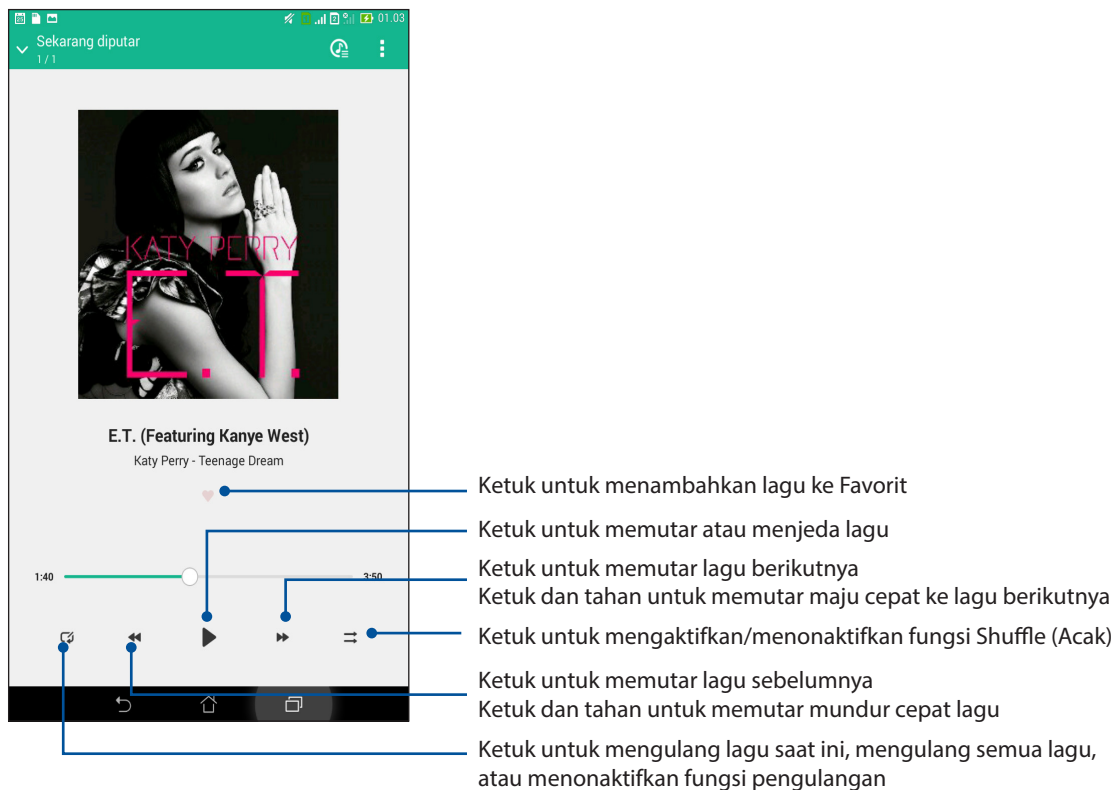 01.03
Sekarang diputar
1 / 1
KATY PERRY
E.T.
E.T. (Featuring Kanye West)
Katy Perry - Teenage Dream
Ketuk untuk menambahkan lagu ke Favorit
Ketuk untuk memutar atau menjeda lagu
1:40
3:50
Ketuk untuk memutar lagu berikutnya
Ketuk dan tahan untuk memutar maju cepat ke lagu berikutnya
Ketuk untuk mengaktifkan/menonaktifkan fungsi Shuffle (Acak)
Ketuk untuk memutar lagu sebelumnya
Ketuk dan tahan untuk memutar mundur cepat lagu
Ketuk untuk mengulang lagu saat ini, mengulang semua lagu,
atau menonaktifkan fungsi pengulangan